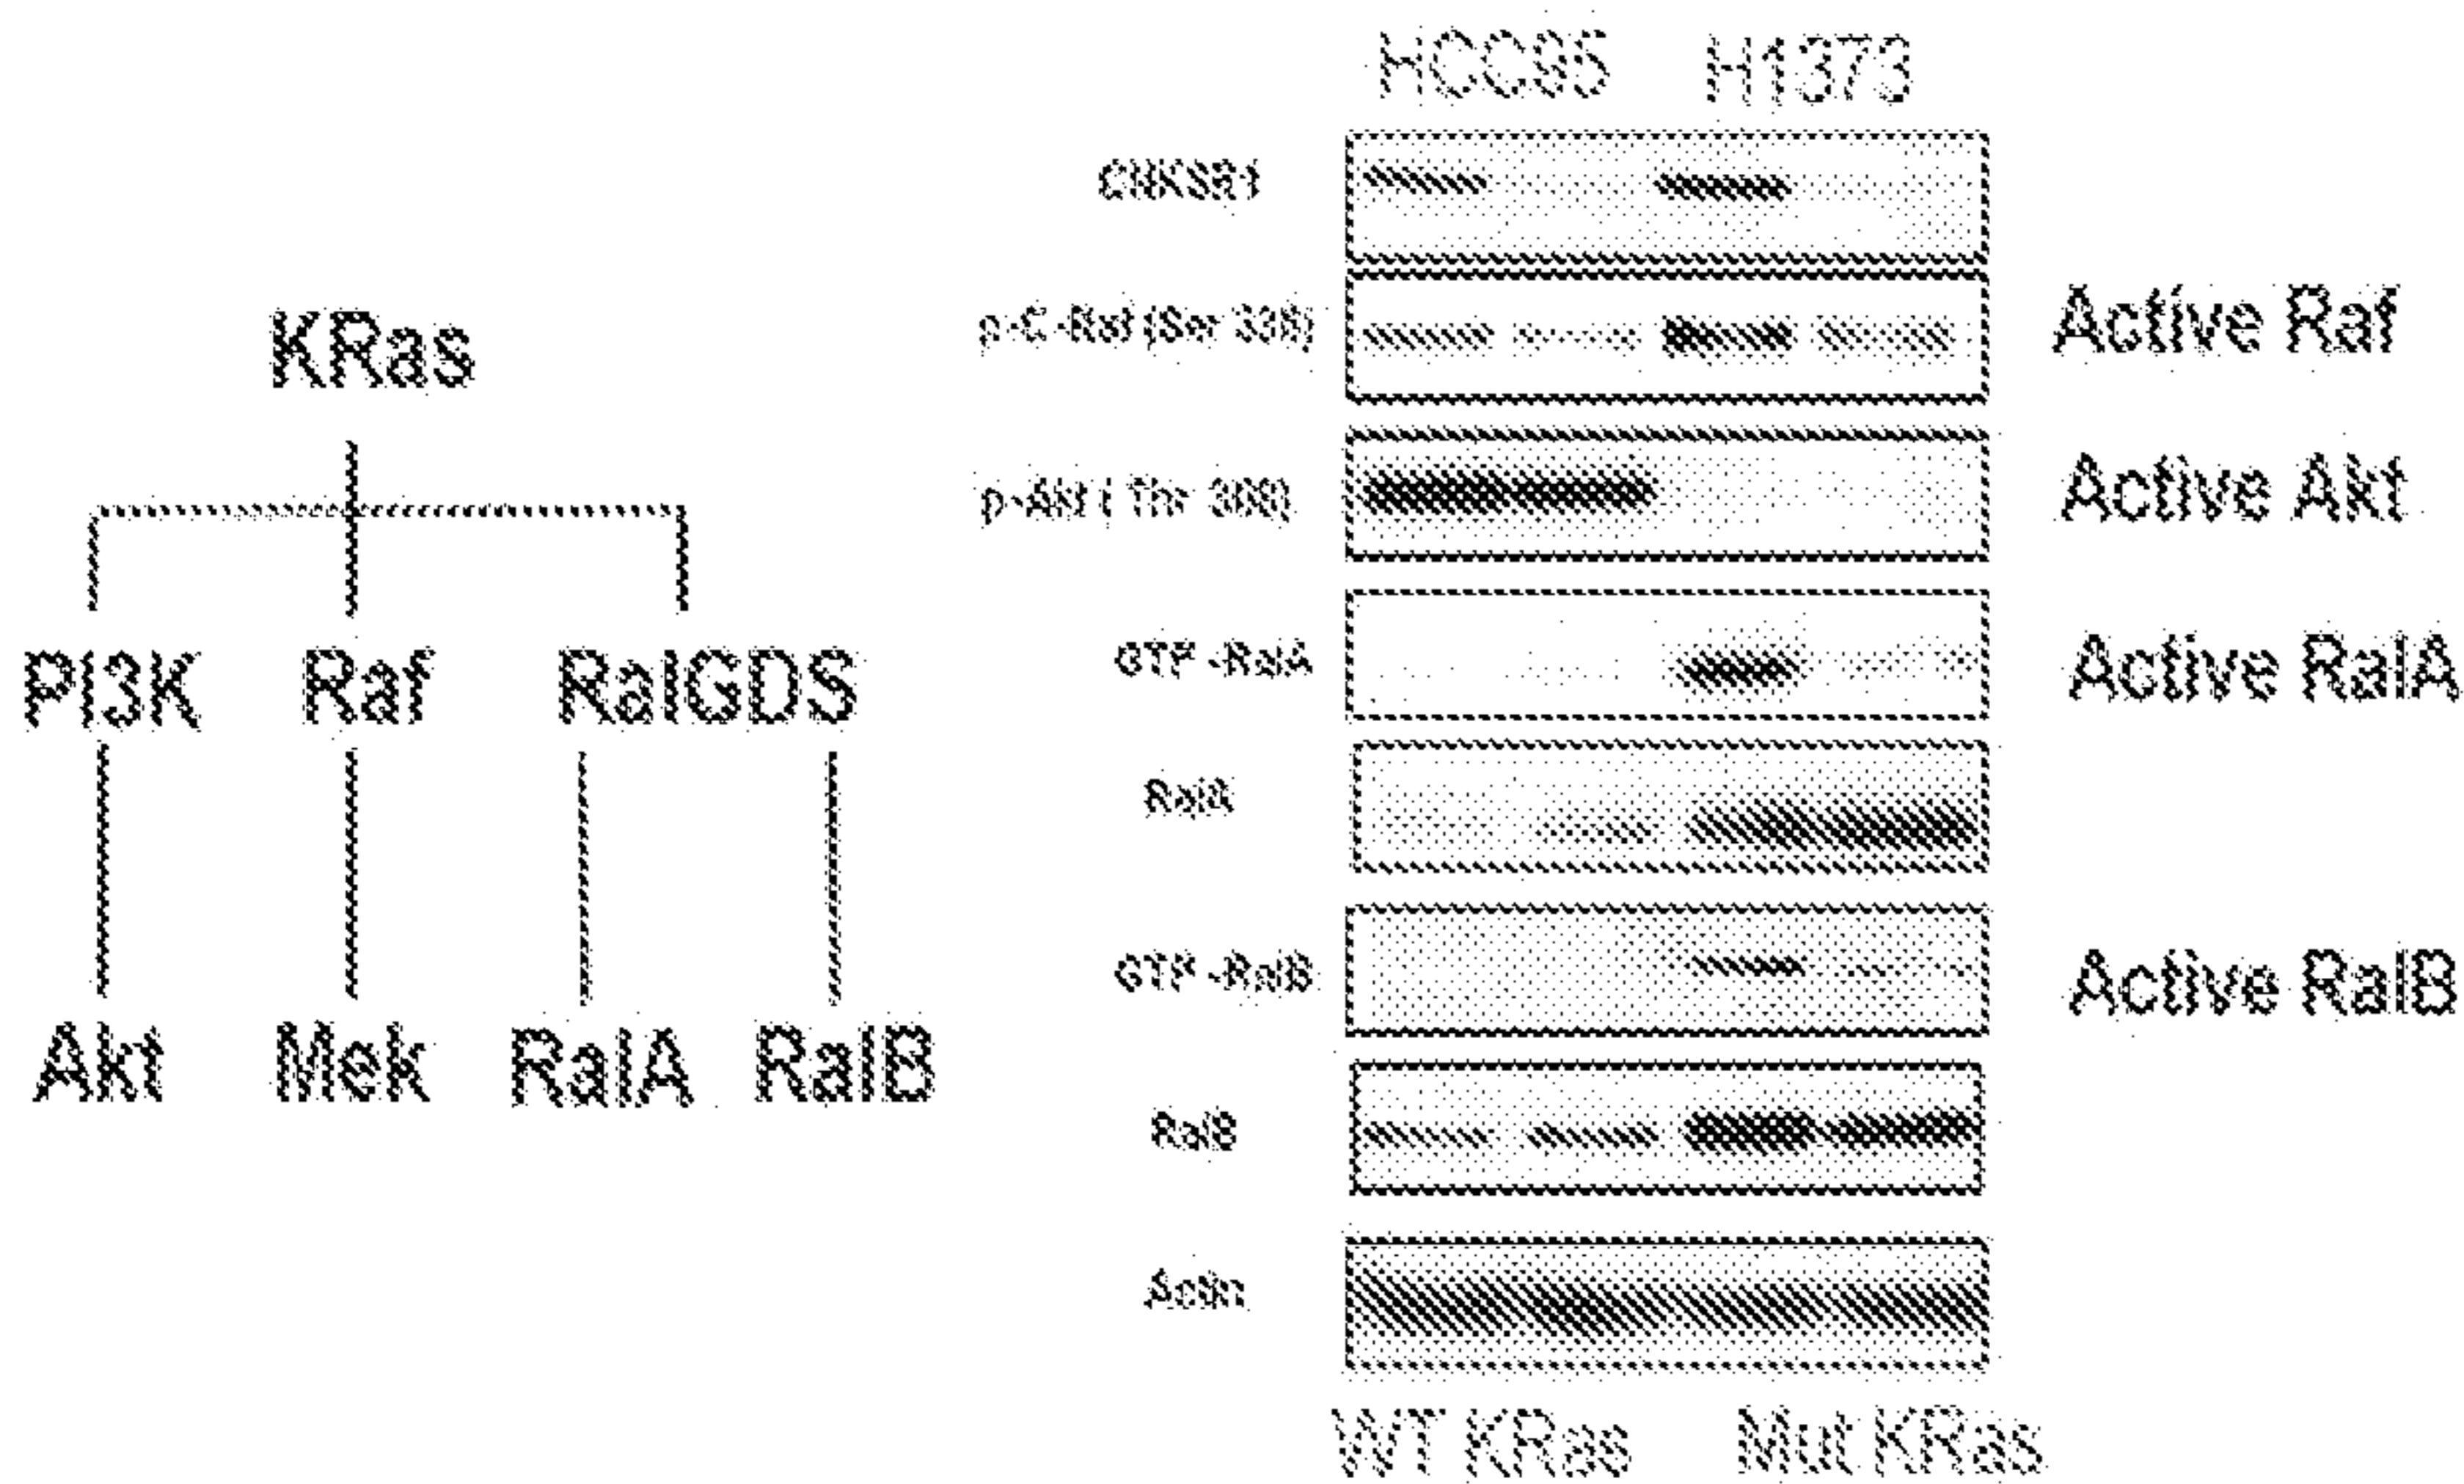 HCC95 H1373
CNKSR1
p-C-Raf (Ser 338) Active Raf
KRas
p-Akt ( Thr 308) Active Akt
PI3K Raf RalGDS
GTP-RalA Active RalA
RalA
GTP-RalB Active RalB
Akt Mek RalA RalB
RalB
Actin
WT KRas Mut KRas